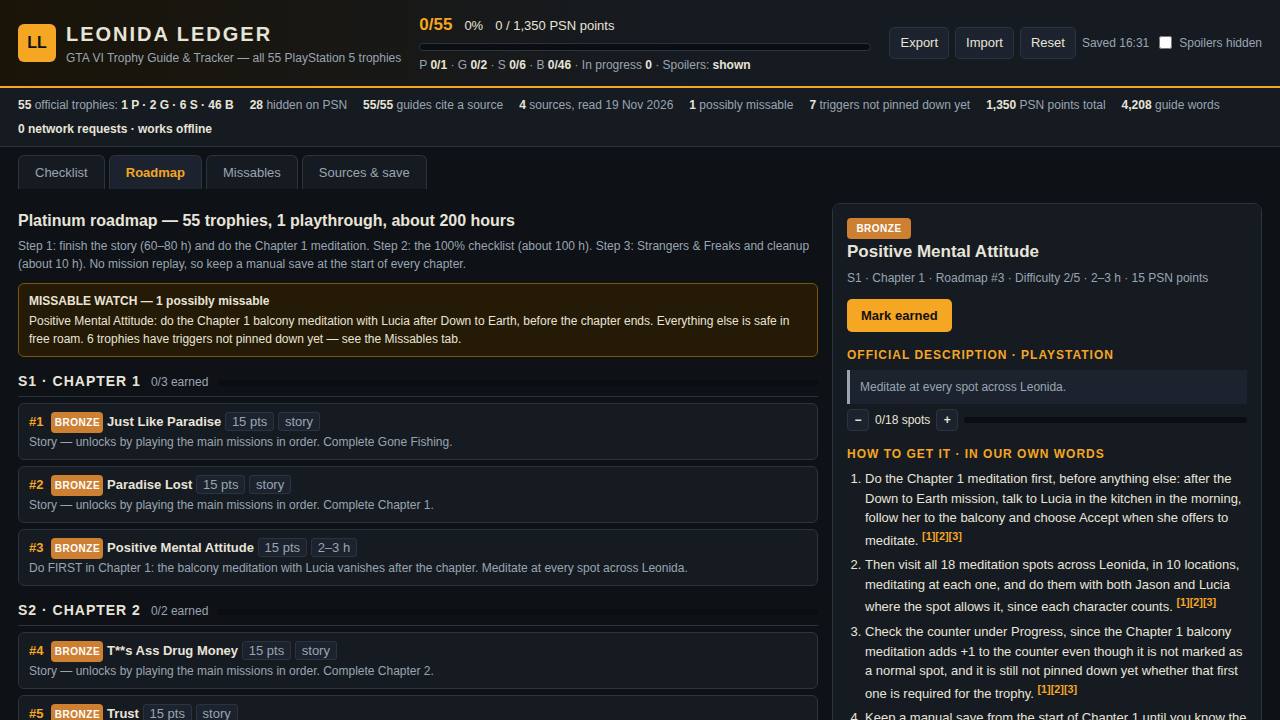 LL
LEONIDA LEDGER
GTA VI Trophy Guide & Tracker — all 55 PlayStation 5 trophies
0/55 0% 0 / 1,350 PSN points
P 0/1 · G 0/2 · S 0/6 · B 0/46 · In progress 0 · Spoilers: shown
Export Import Reset Saved 16:31 Spoilers hidden
55 official trophies: 1 P · 2 G · 6 S · 46 B 28 hidden on PSN 55/55 guides cite a source 4 sources, read 19 Nov 2026 1 possibly missable 7 triggers not pinned down yet 1,350 PSN points total 4,208 guide words
0 network requests · works offline
Checklist Roadmap Missables Sources & save
Platinum roadmap — 55 trophies, 1 playthrough, about 200 hours
Step 1: finish the story (60–80 h) and do the Chapter 1 meditation. Step 2: the 100% checklist (about 100 h). Step 3: Strangers & Freaks and cleanup
(about 10 h). No mission replay, so keep a manual save at the start of every chapter.
MISSABLE WATCH — 1 possibly missable
Positive Mental Attitude: do the Chapter 1 balcony meditation with Lucia after Down to Earth, before the chapter ends. Everything else is safe in
free roam. 6 trophies have triggers not pinned down yet — see the Missables tab.
S1 · CHAPTER 1 0/3 earned
#1 BRONZE Just Like Paradise 15 pts story
Story — unlocks by playing the main missions in order. Complete Gone Fishing.
#2 BRONZE Paradise Lost 15 pts story
Story — unlocks by playing the main missions in order. Complete Chapter 1.
#3 BRONZE Positive Mental Attitude 15 pts 2–3 h
Do FIRST in Chapter 1: the balcony meditation with Lucia vanishes after the chapter. Meditate at every spot across Leonida.
S2 · CHAPTER 2 0/2 earned
#4 BRONZE T**s Ass Drug Money 15 pts story
Story — unlocks by playing the main missions in order. Complete Chapter 2.
#5 BRONZE Trust 15 pts story
BRONZE
Positive Mental Attitude
S1 · Chapter 1 · Roadmap #3 · Difficulty 2/5 · 2–3 h · 15 PSN points
Mark earned
OFFICIAL DESCRIPTION · PLAYSTATION
Meditate at every spot across Leonida.
− 0/18 spots +
HOW TO GET IT · IN OUR OWN WORDS
1. Do the Chapter 1 meditation first, before anything else: after the
Down to Earth mission, talk to Lucia in the kitchen in the morning,
follow her to the balcony and choose Accept when she offers to
meditate. [1][2][3]
2. Then visit all 18 meditation spots across Leonida, in 10 locations,
meditating at each one, and do them with both Jason and Lucia
where the spot allows it, since each character counts. [1][2][3]
3. Check the counter under Progress, since the Chapter 1 balcony
meditation adds +1 to the counter even though it is not marked as
a normal spot, and it is still not pinned down yet whether that first
one is required for the trophy. [1][2][3]
4. Keep a manual save from the start of Chapter 1 until you know the